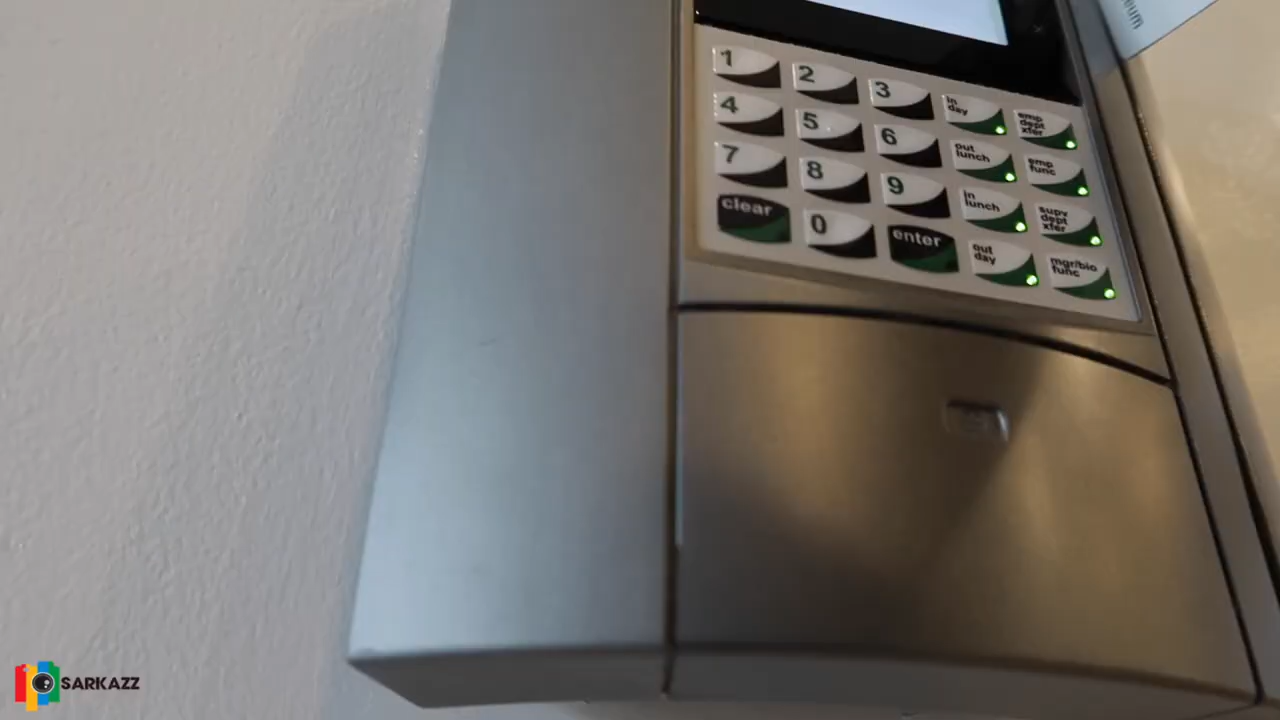 1
2
3
in
day
emp
dept
xfer
4
5
6
out
lunch
emp
func
7
8
9
in
lunch
supv
dept
xfer
clear
0
enter
out
day
mgr/bio
func
SARKAZZ